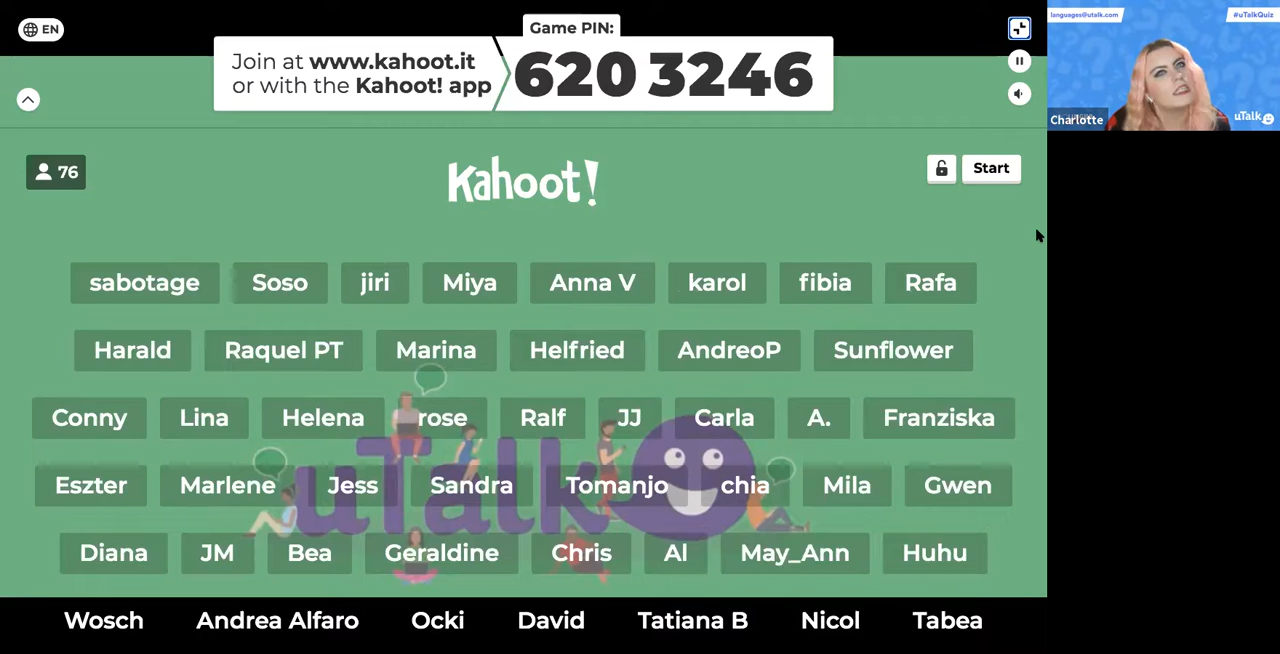 EN
Game PIN:
Join at www.kahoot.it
or with the Kahoot! app
620 3246
languages@utalk.com
#uTalkQuiz
Charlotte
uTalk
76
Kahoot!
Start
sabotage Soso jiri Miya Anna V karol fibia Rafa
Harald Raquel PT Marina Helfried AndreoP Sunflower
Conny Lina Helena rose Ralf JJ Carla A. Franziska
Eszter Marlene Jess Sandra Tomanjo chia Mila Gwen
uTalk
Diana JM Bea Geraldine Chris Al May_Ann Huhu
Wosch Andrea Alfaro Ocki David Tatiana B Nicol Tabea